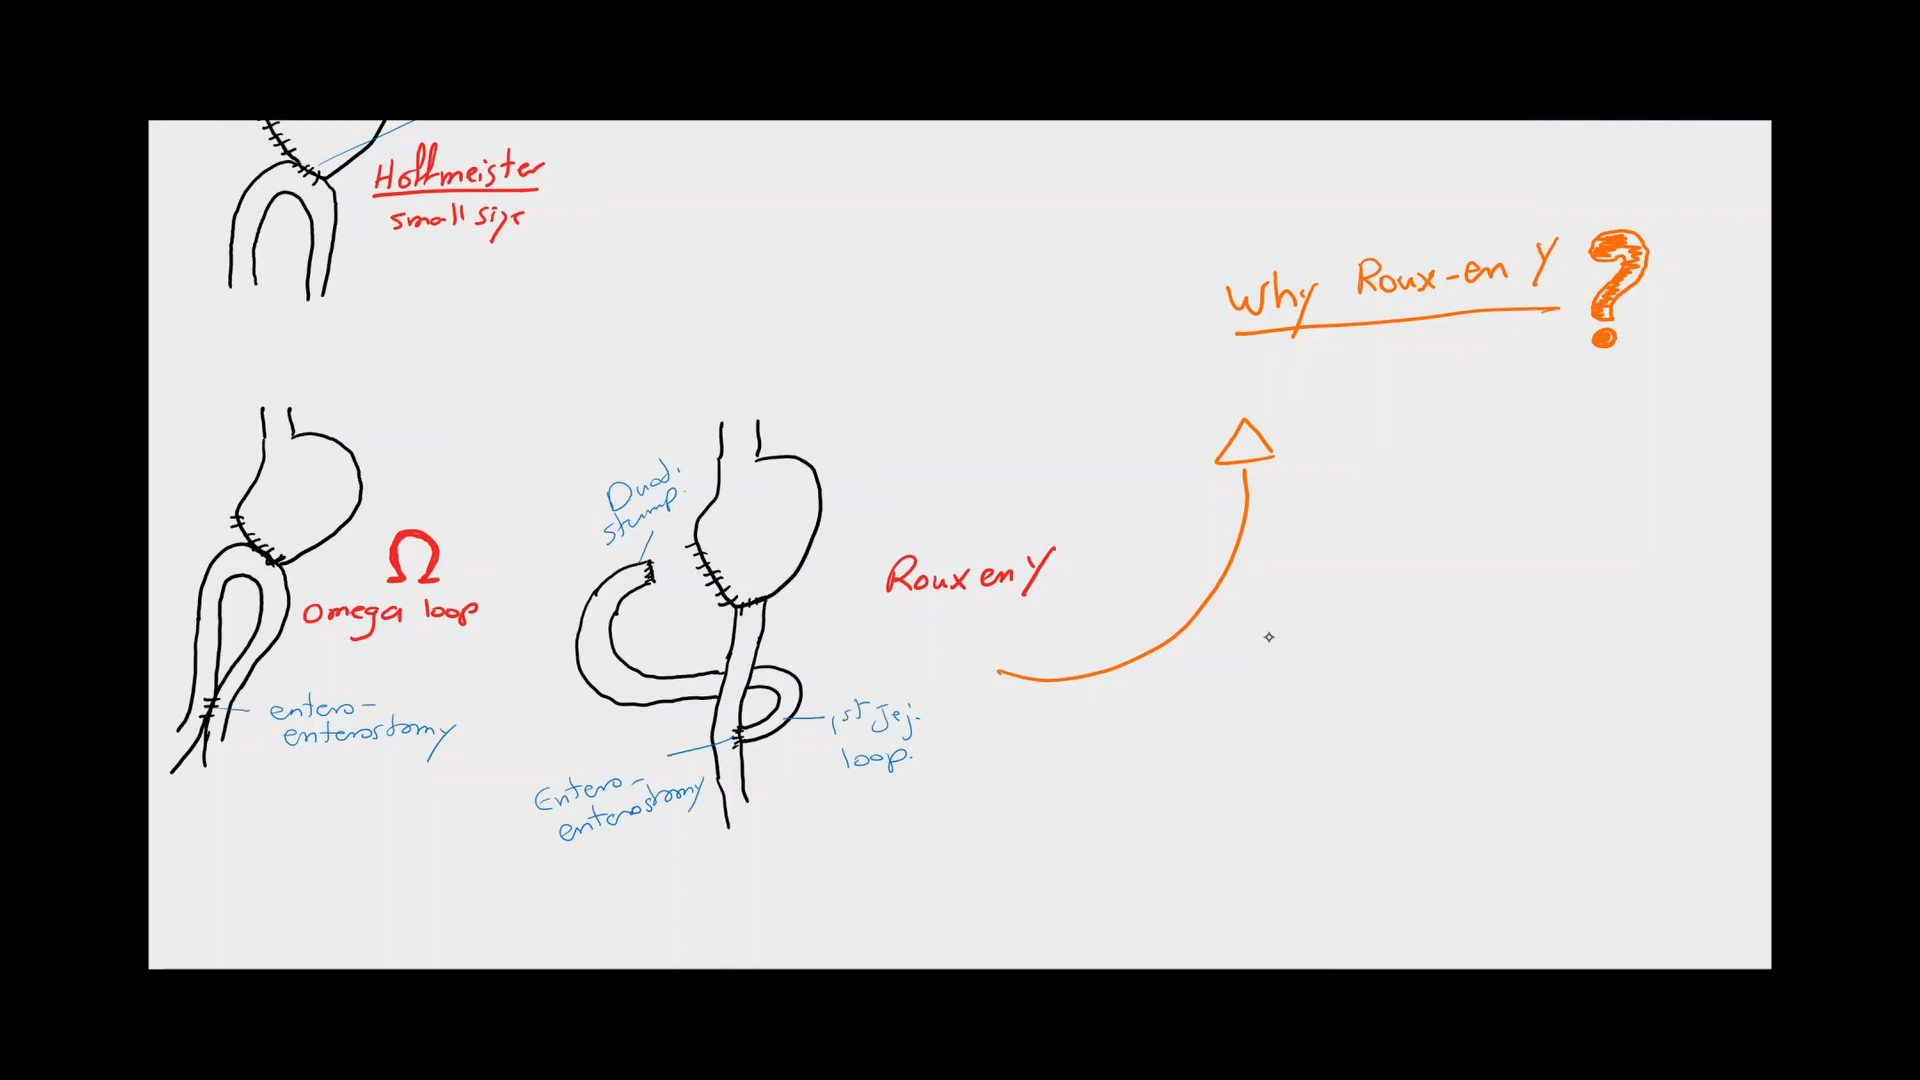 Hoffmeister
small size
Why Roux-en Y ?
Duod.
stump.
Ω
Omega loop
Roux en Y
entero-
enterostomy
1st Jej.
loop.
Entero-
enterostomy